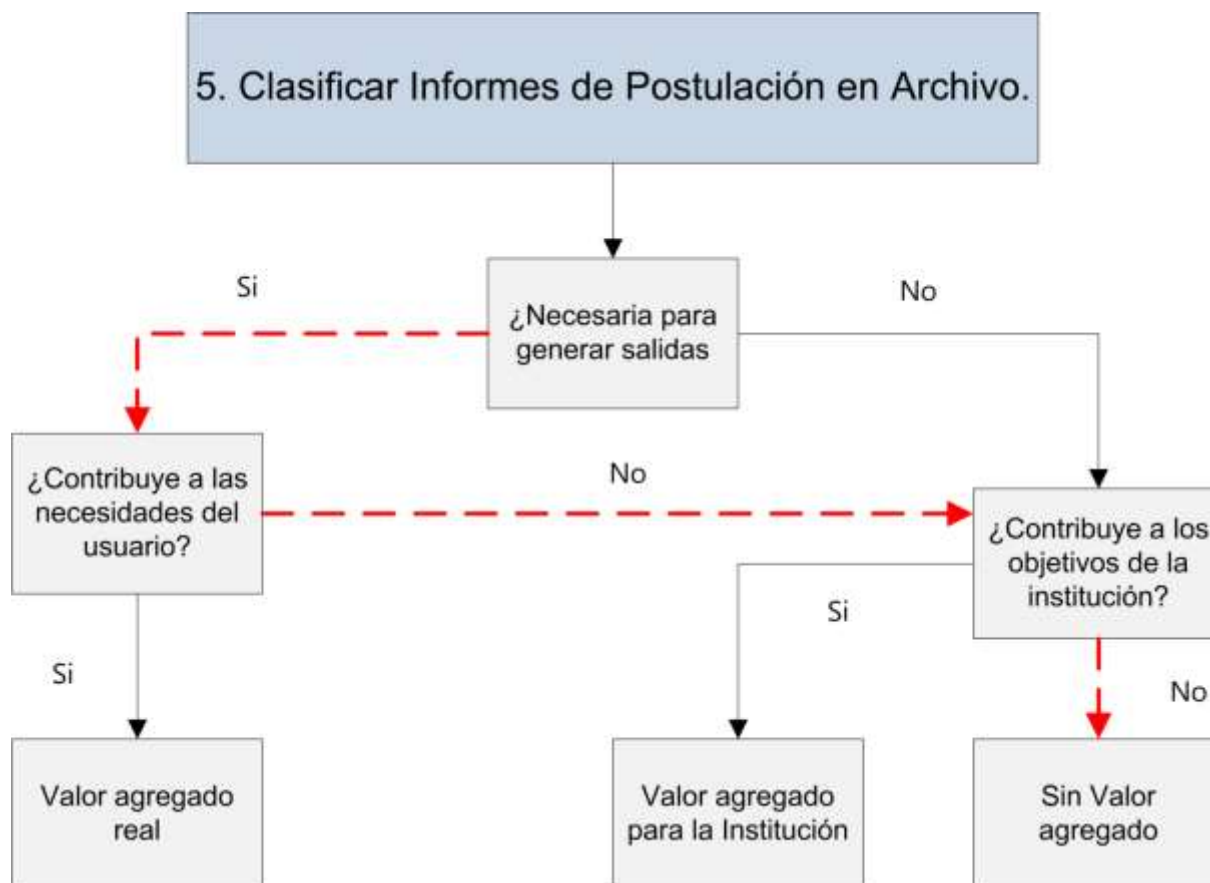 5. Clasificar Informes de Postulación en Archivo.
Si
No
¿Necesaria para
generar salidas
¿Contribuye a las
necesidades del
usuario?
No
¿Contribuye a los
objetivos de la
institución?
Si
Si
No
Valor agregado
real
Valor agregado
para la Institución
Sin Valor
agregado